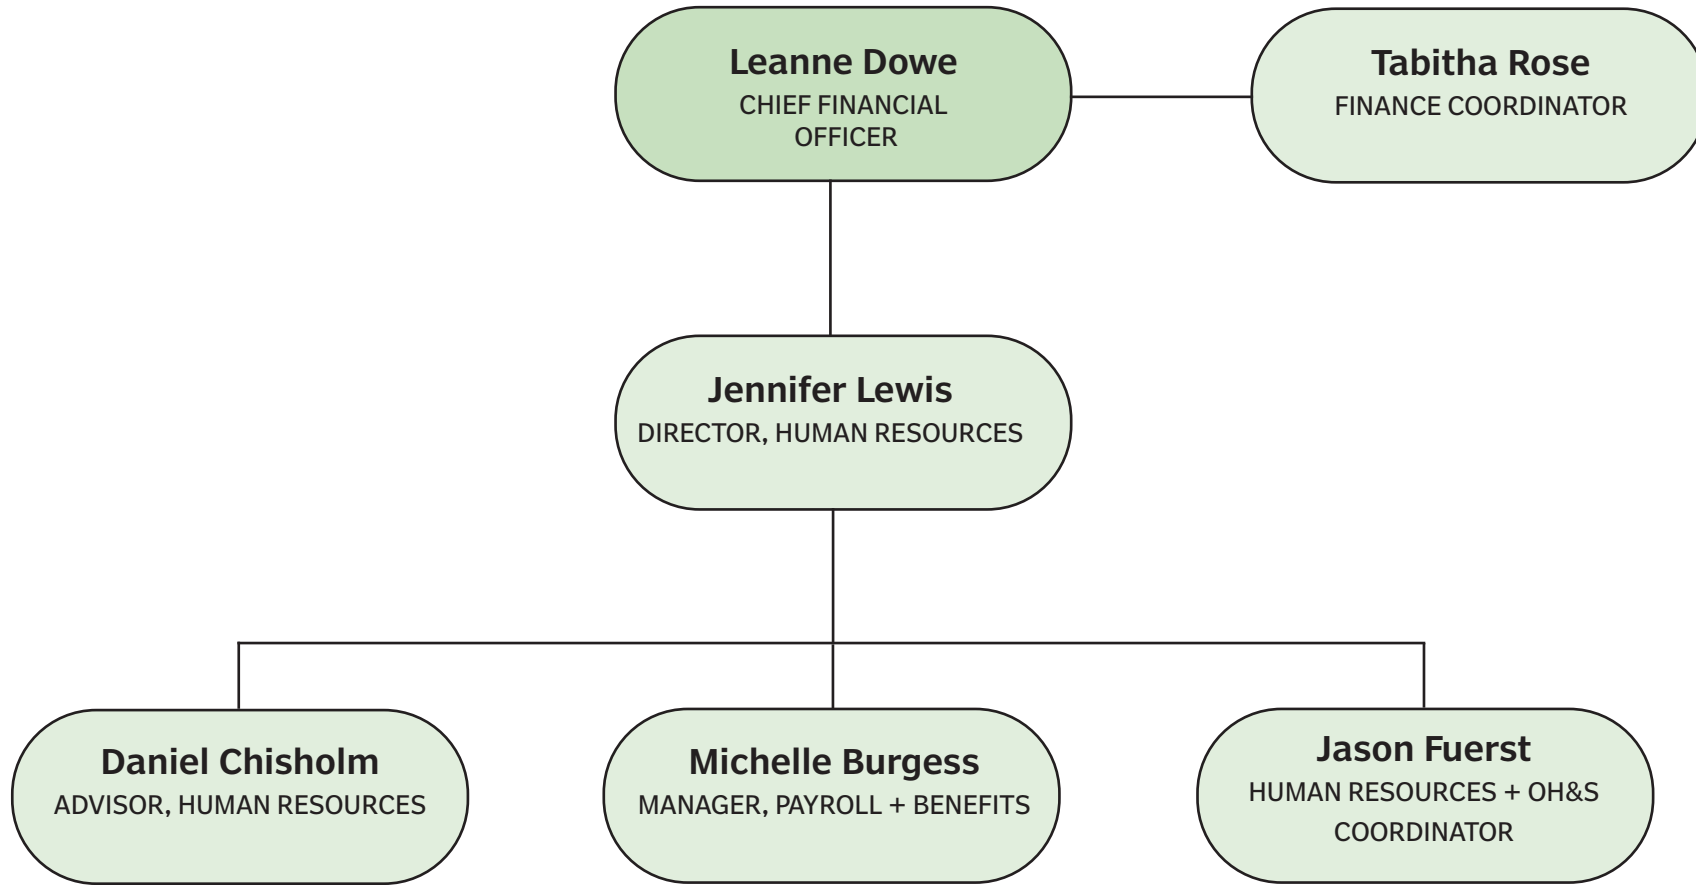 Leanne Dowe
CHIEF FINANCIAL
OFFICER
Tabitha Rose
FINANCE COORDINATOR
Jennifer Lewis
DIRECTOR, HUMAN RESOURCES
Daniel Chisholm
ADVISOR, HUMAN RESOURCES
Michelle Burgess
MANAGER, PAYROLL + BENEFITS
Jason Fuerst
HUMAN RESOURCES + OH&S
COORDINATOR